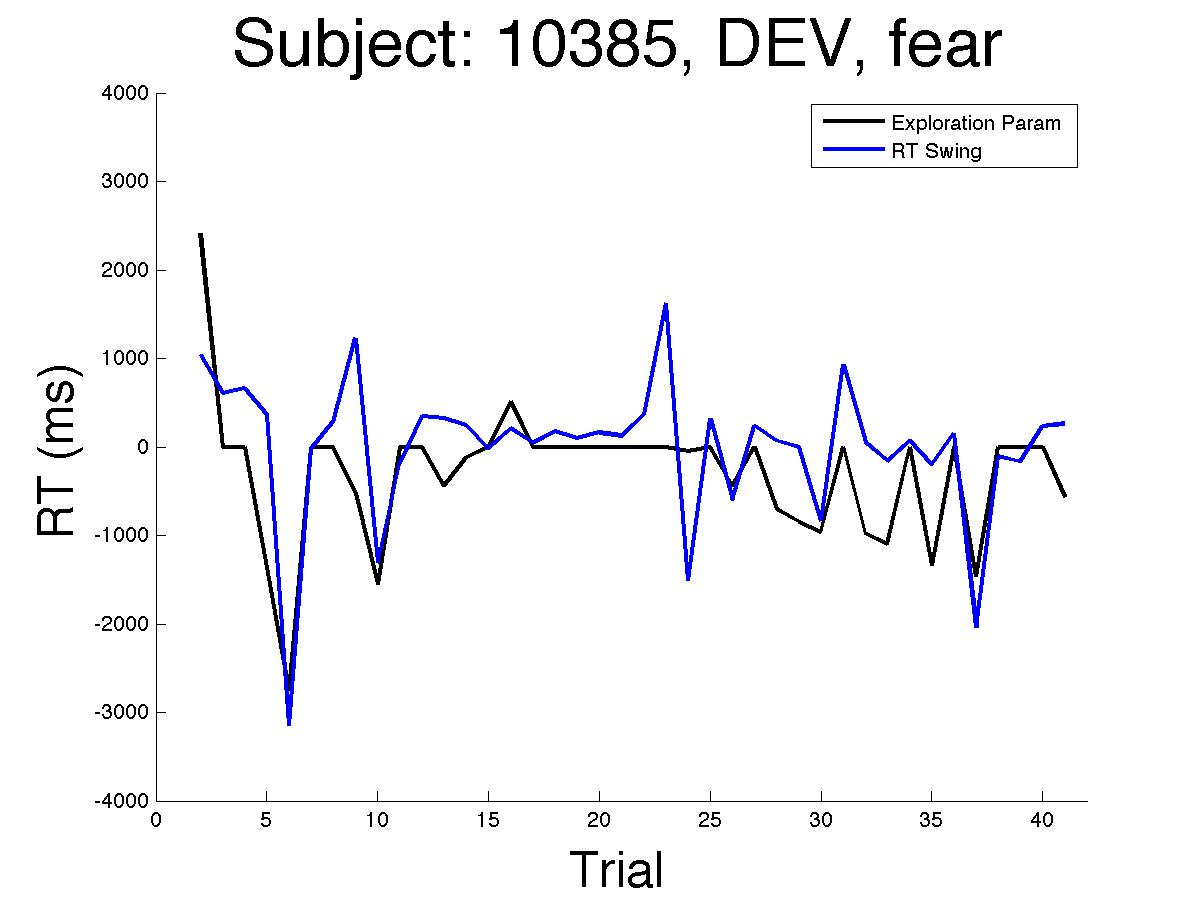 Subject: 10385, DEV, fear
4000
3000
2000
1000
0
-1000
-2000
-3000
-4000
RT (ms)
Exploration Param
RT Swing
0 5 10 15 20 25 30 35 40
Trial